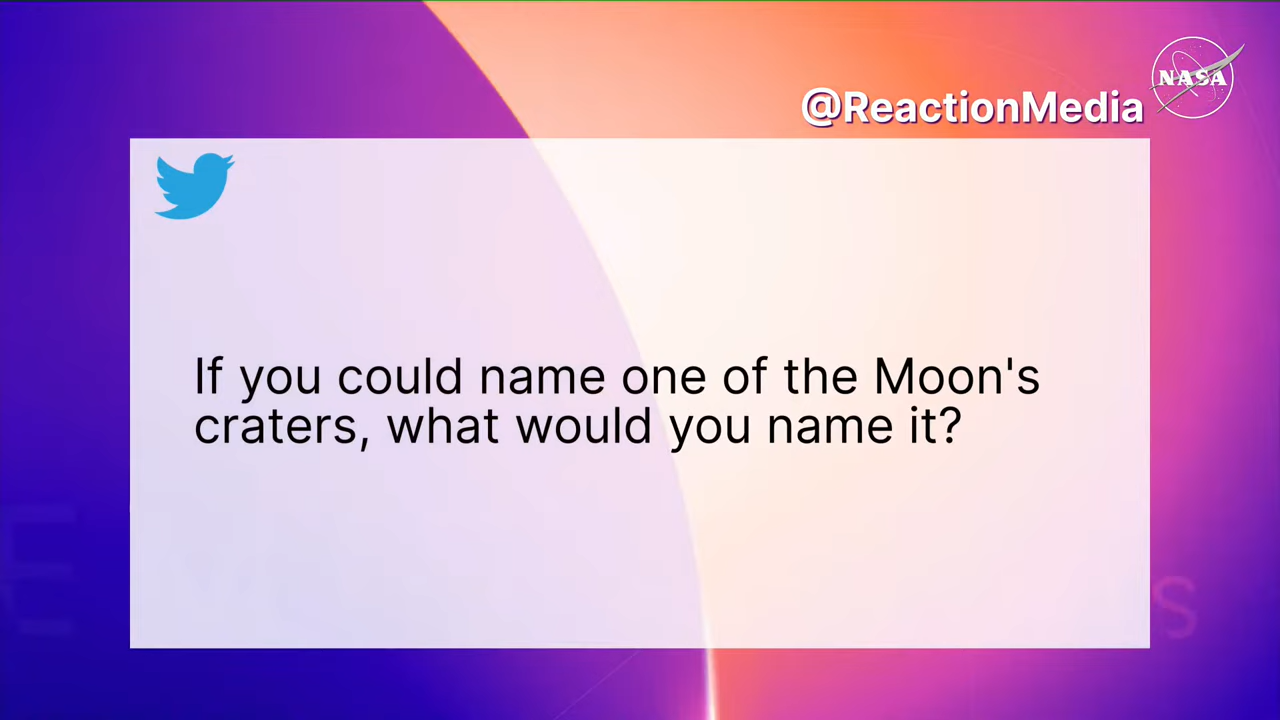 NASA
@ReactionMedia
If you could name one of the Moon's
craters, what would you name it?
E
S